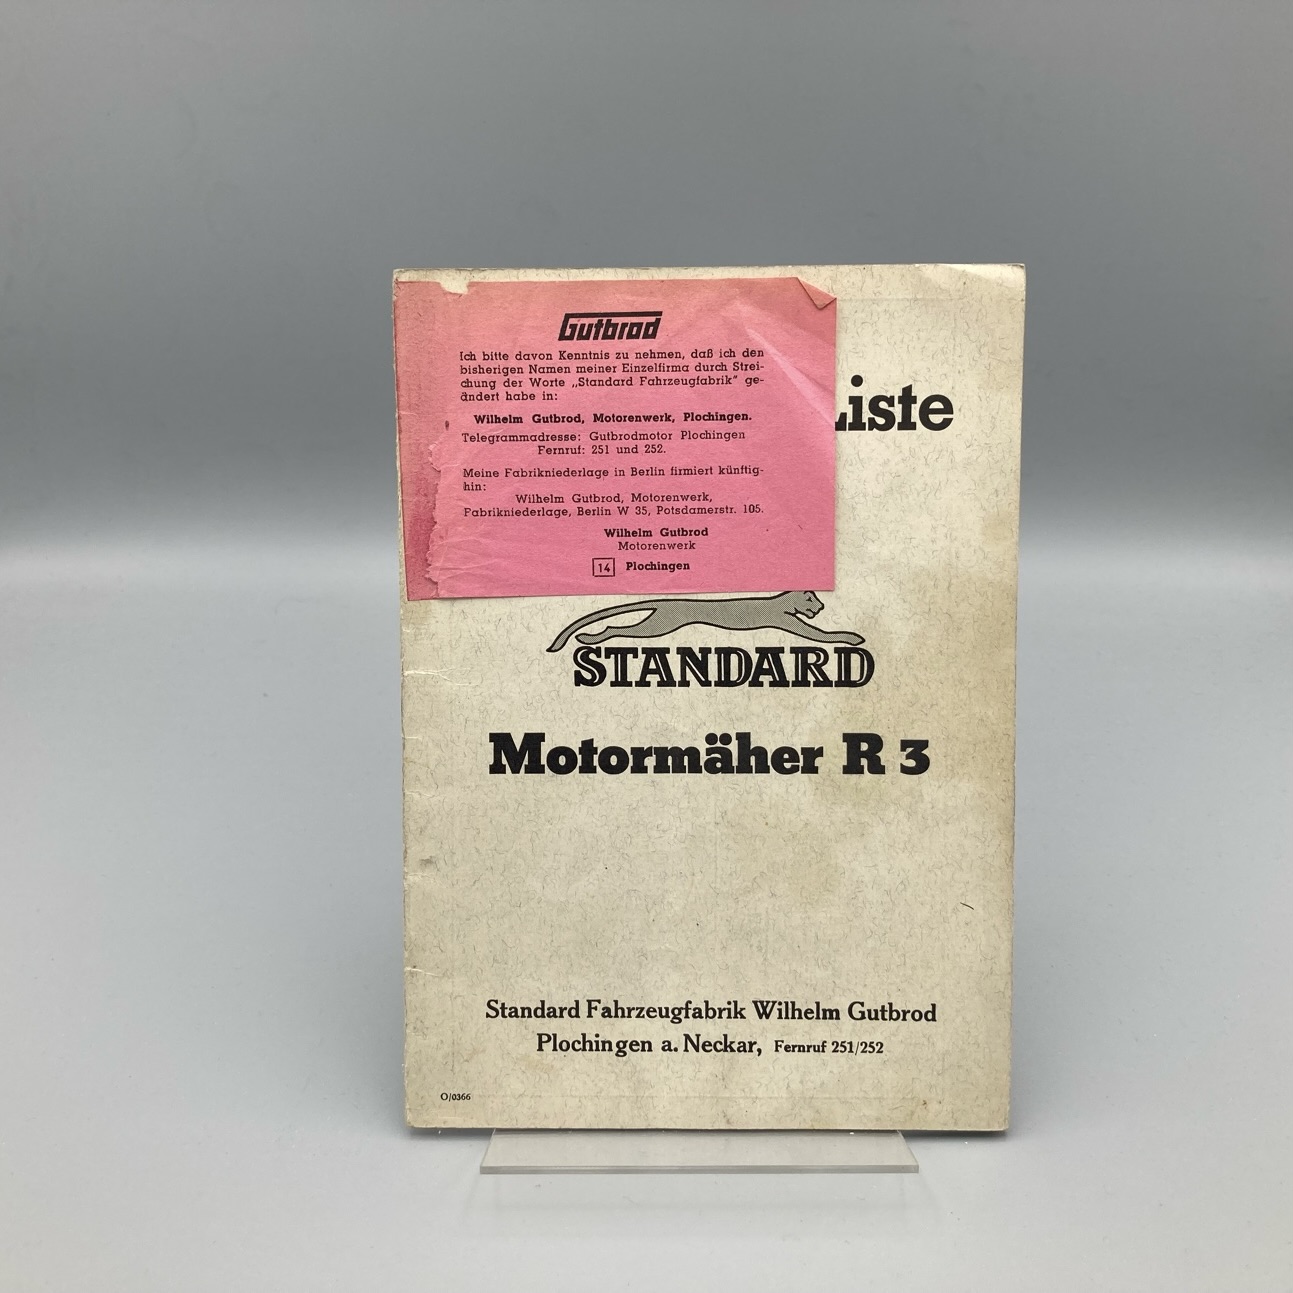 Gutbrod
Ich bitte davon Kenntnis zu nehmen, daß ich den
bisherigen Namen meiner Einzelfirma durch Strei-
chung der Worte „Standard Fahrzeugfabrik" ge-
ändert habe in:
Wilhelm Gutbrod, Motorenwerk, Plochingen.
Telegrammadresse: Gutbrodmotor Plochingen
Fernruf: 251 und 252.
Meine Fabrikniederlage in Berlin firmiert künftig-
hin:
Wilhelm Gutbrod, Motorenwerk,
Fabrikniederlage, Berlin W 35, Potsdamerstr. 105.
Wilhelm Gutbrod
Motorenwerk
14 Plochingen
Liste
STANDARD
Motormäher R 3
Standard Fahrzeugfabrik Wilhelm Gutbrod
Plochingen a. Neckar, Fernruf 251/252
O/0366